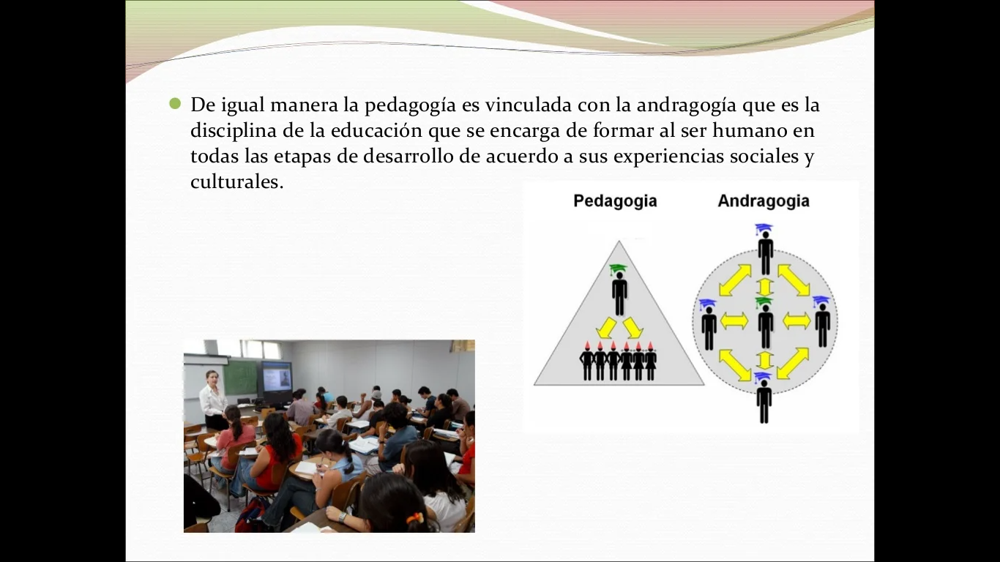 De igual manera la pedagogía es vinculada con la andragogía que es la
disciplina de la educación que se encarga de formar al ser humano en
todas las etapas de desarrollo de acuerdo a sus experiencias sociales y
culturales.
Pedagogia
Andragogia